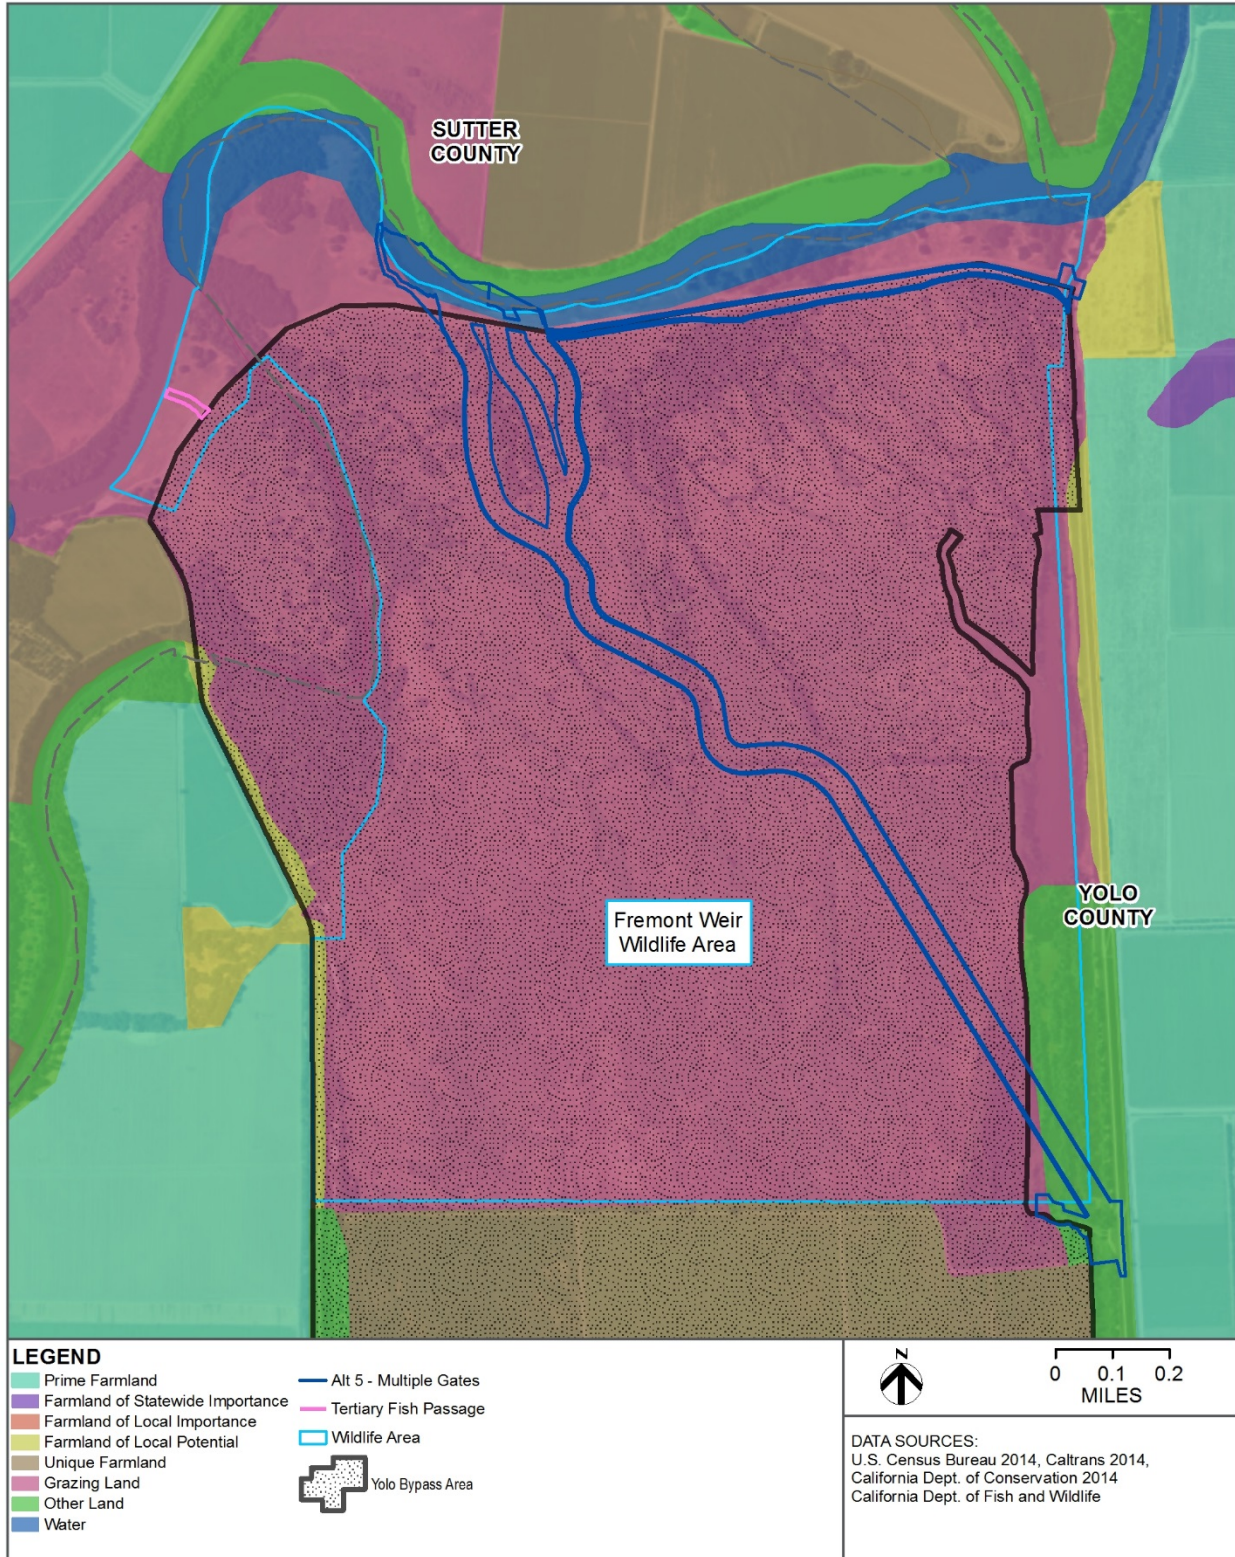 SUTTER
COUNTY
Fremont Weir
Wildlife Area
YOLO
COUNTY
LEGEND
Prime Farmland
Farmland of Statewide Importance
Farmland of Local Importance
Farmland of Local Potential
Unique Farmland
Grazing Land
Other Land
Water
Alt 5 - Multiple Gates
Tertiary Fish Passage
Wildlife Area
Yolo Bypass Area
N
0 0.1 0.2
MILES
DATA SOURCES:
U.S. Census Bureau 2014, Caltrans 2014,
California Dept. of Conservation 2014
California Dept. of Fish and Wildlife